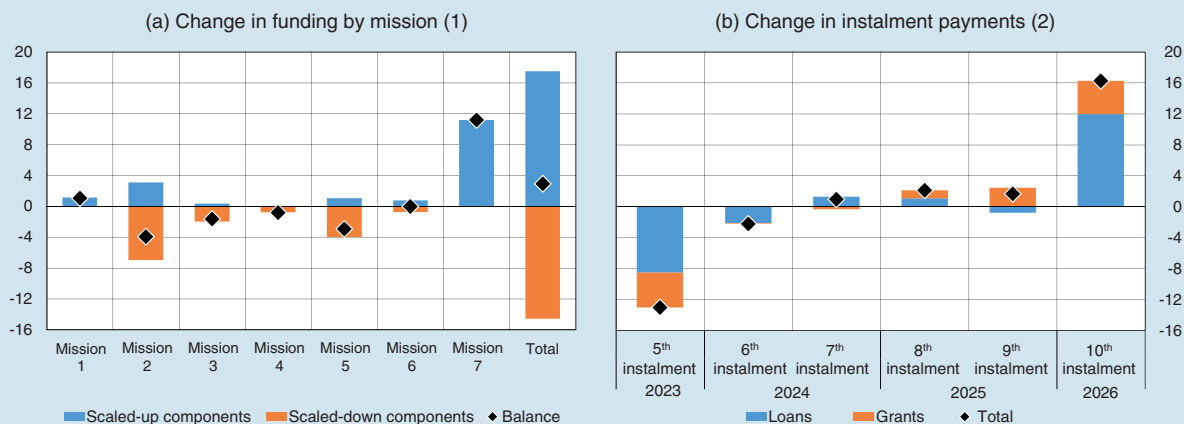 (a) Change in funding by mission (1)
20
16
12
8
4
0
-4
-8
-12
-16
Mission 1
Mission 2
Mission 3
Mission 4
Mission 5
Mission 6
Mission 7
Total
Scaled-up components Scaled-down components Balance
(b) Change in instalment payments (2)
20
16
12
8
4
0
-4
-8
-12
-16
5th instalment
6th instalment
7th instalment
8th instalment
9th instalment
10th instalment
2023 2024 2025 2026
Loans Grants Total